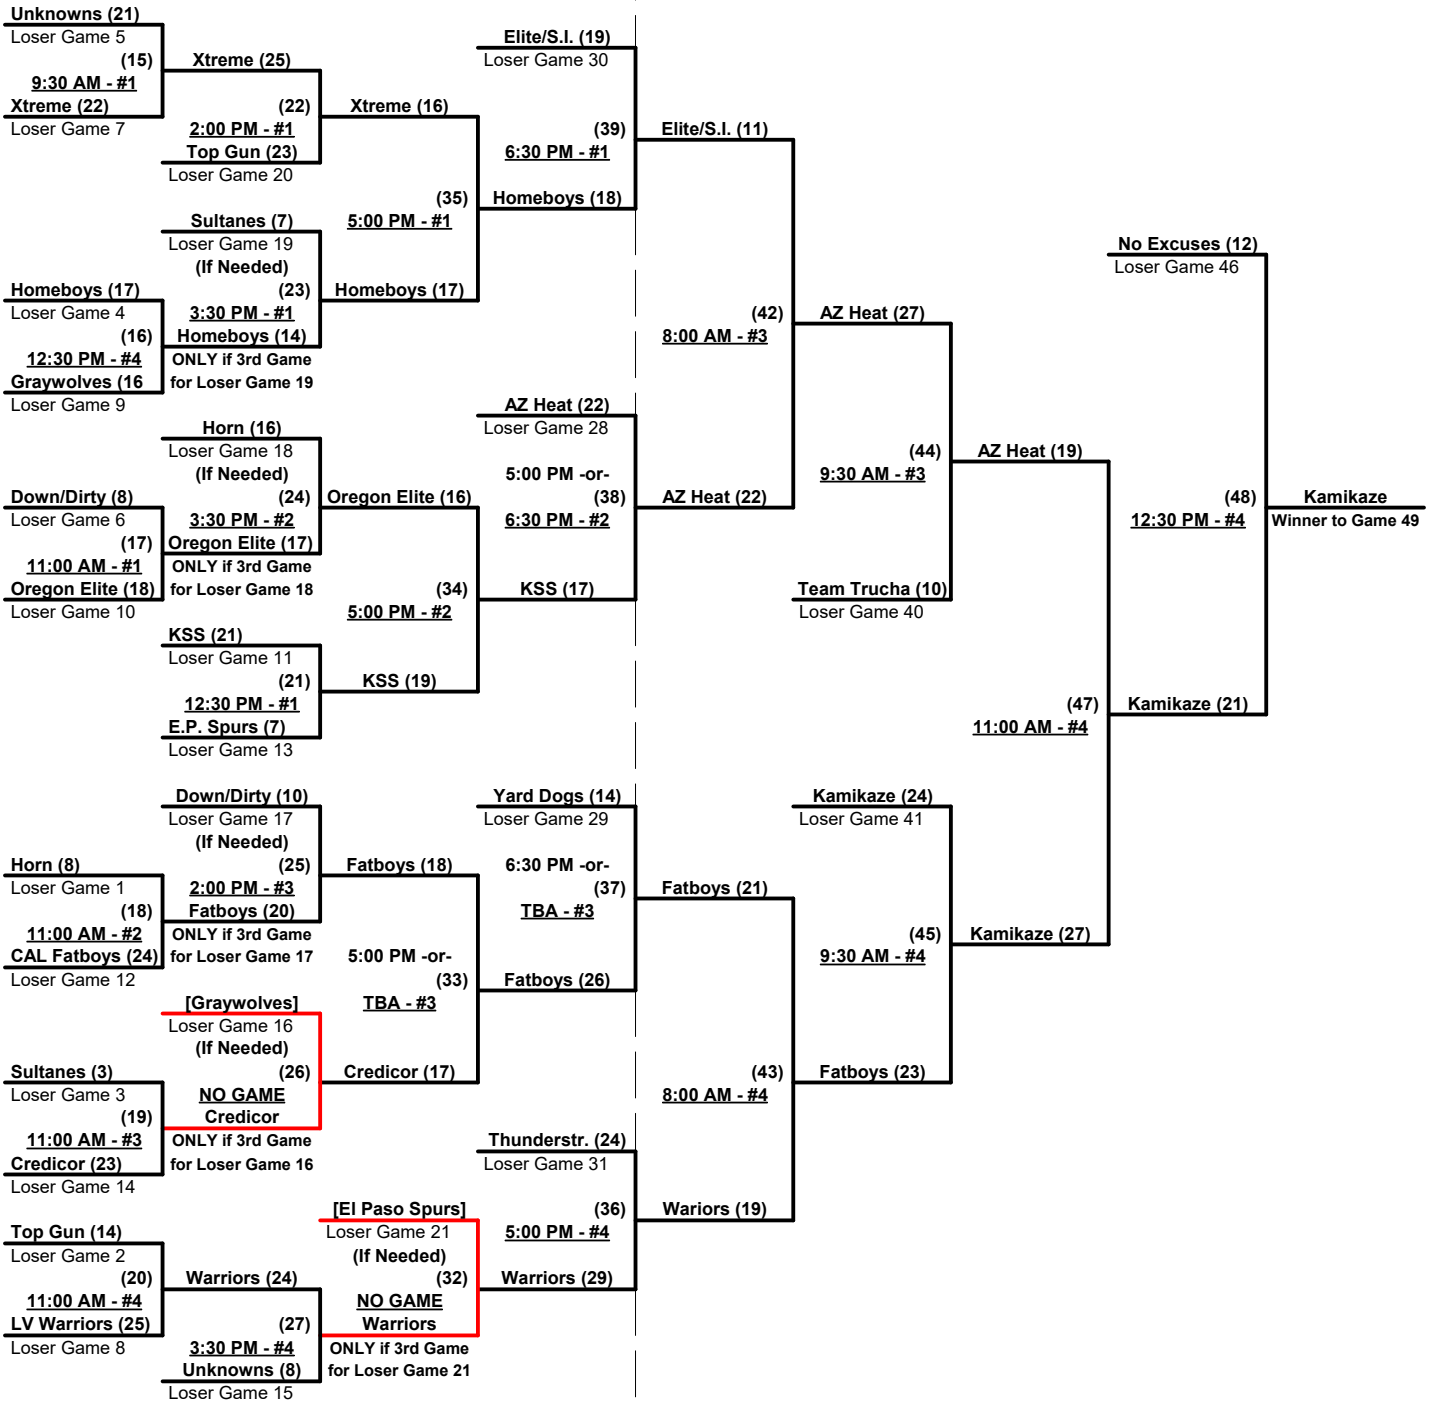 Unknowns (21)
Loser Game 5
(15)
9:30 AM - #1
Xtreme (22)
Loser Game 7
Xtreme (25)
(22)
2:00 PM - #1
Top Gun (23)
Loser Game 20
Xtreme (16)
(35)
5:00 PM - #1
Sultanes (7)
Loser Game 19
(If Needed)
(23)
3:30 PM - #1
Homeboys (14)
ONLY if 3rd Game
for Loser Game 19
Homeboys (17)
Homeboys (17)
Loser Game 4
(16)
12:30 PM - #4
Graywolves (16
Loser Game 9
Elite/S.I. (19)
Loser Game 30
(39)
6:30 PM - #1
Homeboys (18)
Elite/S.I. (11)
(42)
8:00 AM - #3
Horn (16)
Loser Game 18
(If Needed)
(24)
3:30 PM - #2
Oregon Elite (17)
ONLY if 3rd Game
for Loser Game 18
Down/Dirty (8)
Loser Game 6
(17)
11:00 AM - #1
Oregon Elite (18)
Loser Game 10
Oregon Elite (16)
(34)
5:00 PM - #2
KSS (21)
Loser Game 11
(21)
12:30 PM - #1
E.P. Spurs (7)
Loser Game 13
KSS (19)
AZ Heat (22)
Loser Game 28
5:00 PM -or-
(38)
6:30 PM - #2
KSS (17)
AZ Heat (22)
AZ Heat (27)
(44)
9:30 AM - #3
Team Trucha (10)
Loser Game 40
AZ Heat (19)
(47)
11:00 AM - #4
No Excuses (12)
Loser Game 46
(48)
12:30 PM - #4
Kamikaze (21)
Kamikaze
Winner to Game 49
Down/Dirty (10)
Loser Game 17
(If Needed)
(25)
2:00 PM - #3
Fatboys (20)
ONLY if 3rd Game
for Loser Game 17
Horn (8)
Loser Game 1
(18)
11:00 AM - #2
CAL Fatboys (24)
Loser Game 12
Fatboys (18)
5:00 PM -or-
(33)
TBA - #3
[Graywolves]
Loser Game 16
(If Needed)
(26)
NO GAME
Credicor
ONLY if 3rd Game
for Loser Game 16
Sultanes (3)
Loser Game 3
(19)
11:00 AM - #3
Credicor (23)
Loser Game 14
Credicor (17)
Yard Dogs (14)
Loser Game 29
6:30 PM -or-
(37)
TBA - #3
Fatboys (26)
Fatboys (21)
(43)
8:00 AM - #4
Kamikaze (24)
Loser Game 41
(45)
9:30 AM - #4
Fatboys (23)
Kamikaze (27)
Thunderstr. (24)
Loser Game 31
(36)
5:00 PM - #4
Warriors (29)
Wariors (19)
[El Paso Spurs]
Loser Game 21
(If Needed)
(32)
NO GAME
Warriors
ONLY if 3rd Game
for Loser Game 21
Top Gun (14)
Loser Game 2
(20)
11:00 AM - #4
LV Warriors (25)
Loser Game 8
Warriors (24)
(27)
3:30 PM - #4
Unknowns (8)
Loser Game 15